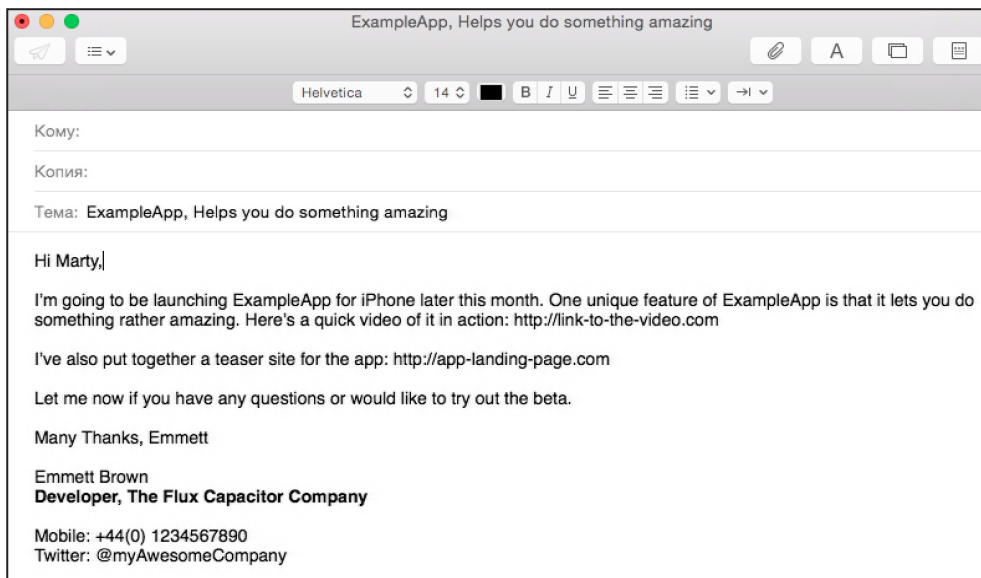 ExampleApp, Helps you do something amazing
A
Helvetica 14 B I U
Кому:
Копия:
Тема: ExampleApp, Helps you do something amazing
Hi Marty,
I'm going to be launching ExampleApp for iPhone later this month. One unique feature of ExampleApp is that it lets you do
something rather amazing. Here's a quick video of it in action: http://link-to-the-video.com
I've also put together a teaser site for the app: http://app-landing-page.com
Let me now if you have any questions or would like to try out the beta.
Many Thanks, Emmett
Emmett Brown
Developer, The Flux Capacitor Company
Mobile: +44(0) 1234567890
Twitter: @myAwesomeCompany